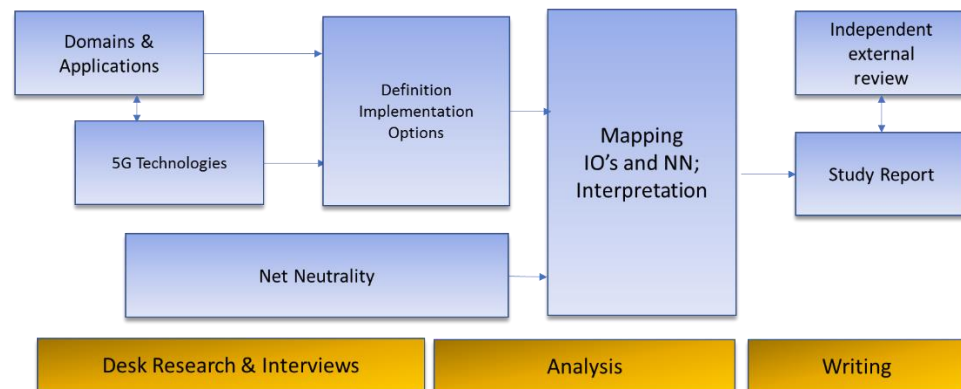 Domains &
Applications
5G Technologies
Definition
Implementation
Options
Net Neutrality
Mapping
IO’s and NN;
Interpretation
Independent
external
review
Study Report
Desk Research & Interviews
Analysis
Writing